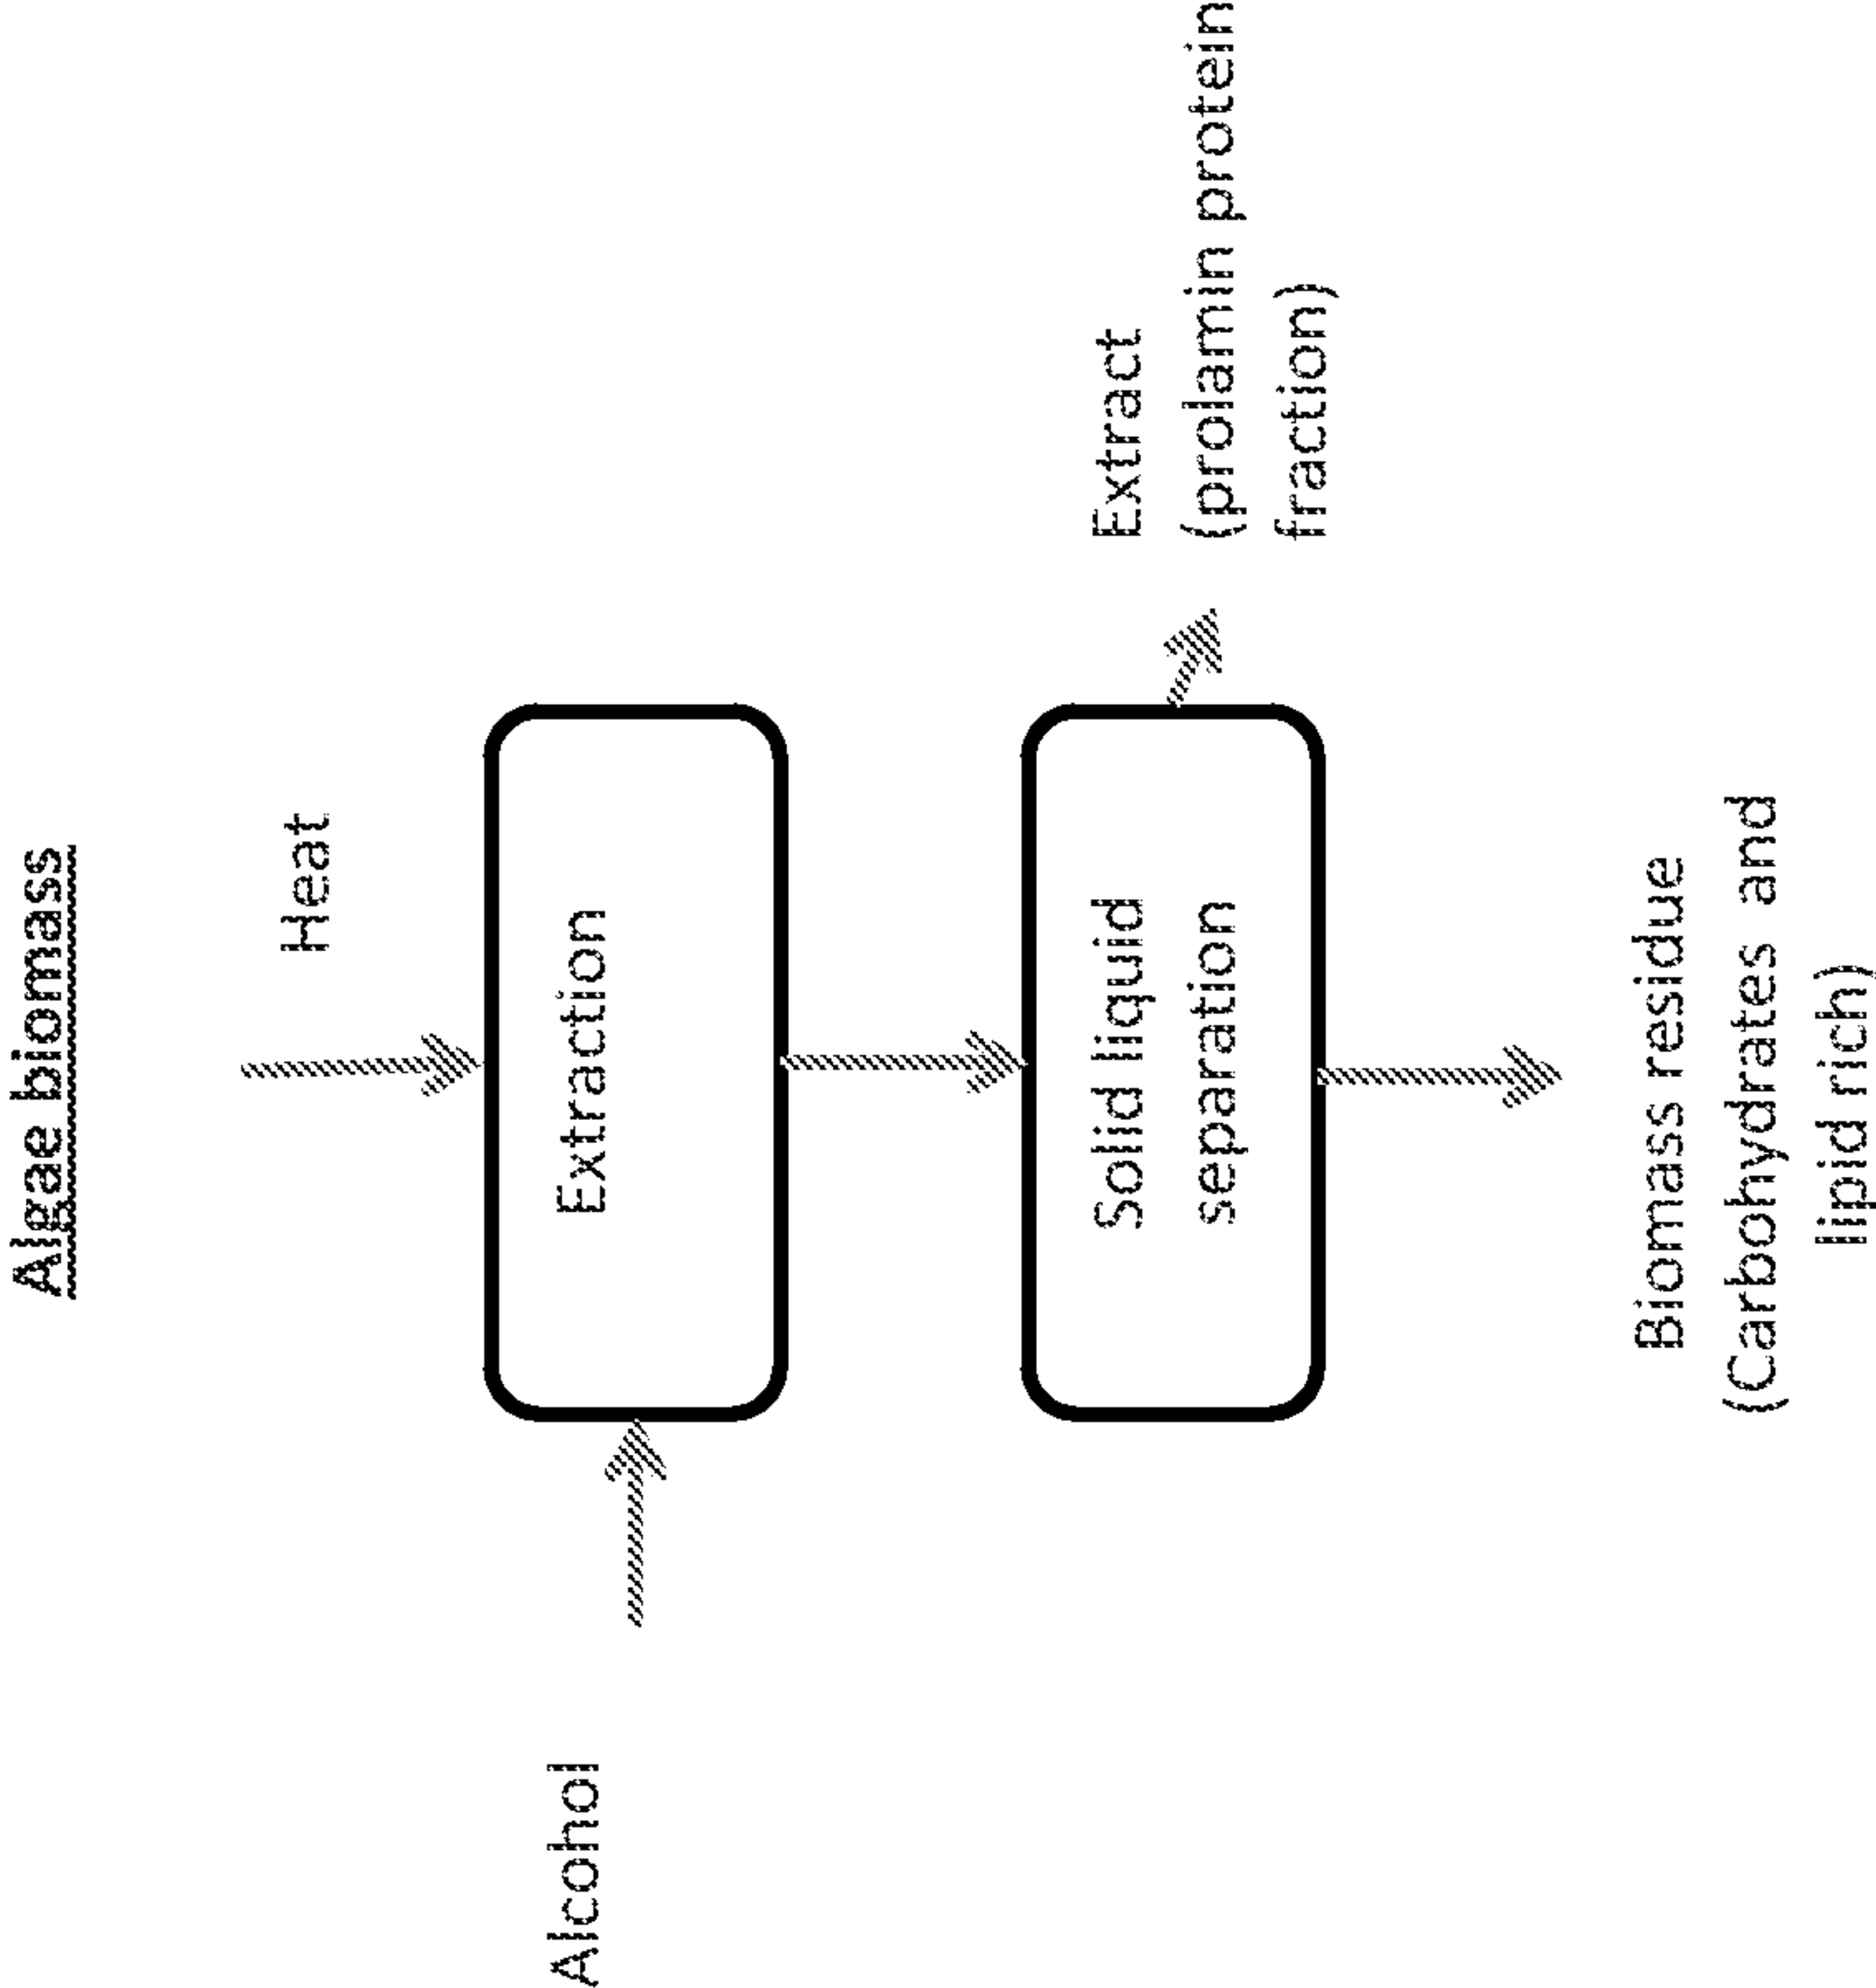 Algae biomass
Heat
Alcohol
Extraction
Solid liquid
separation
Extract
(prolamin protein
fraction)
Biomass residue
(Carbohydrates and
lipid rich)